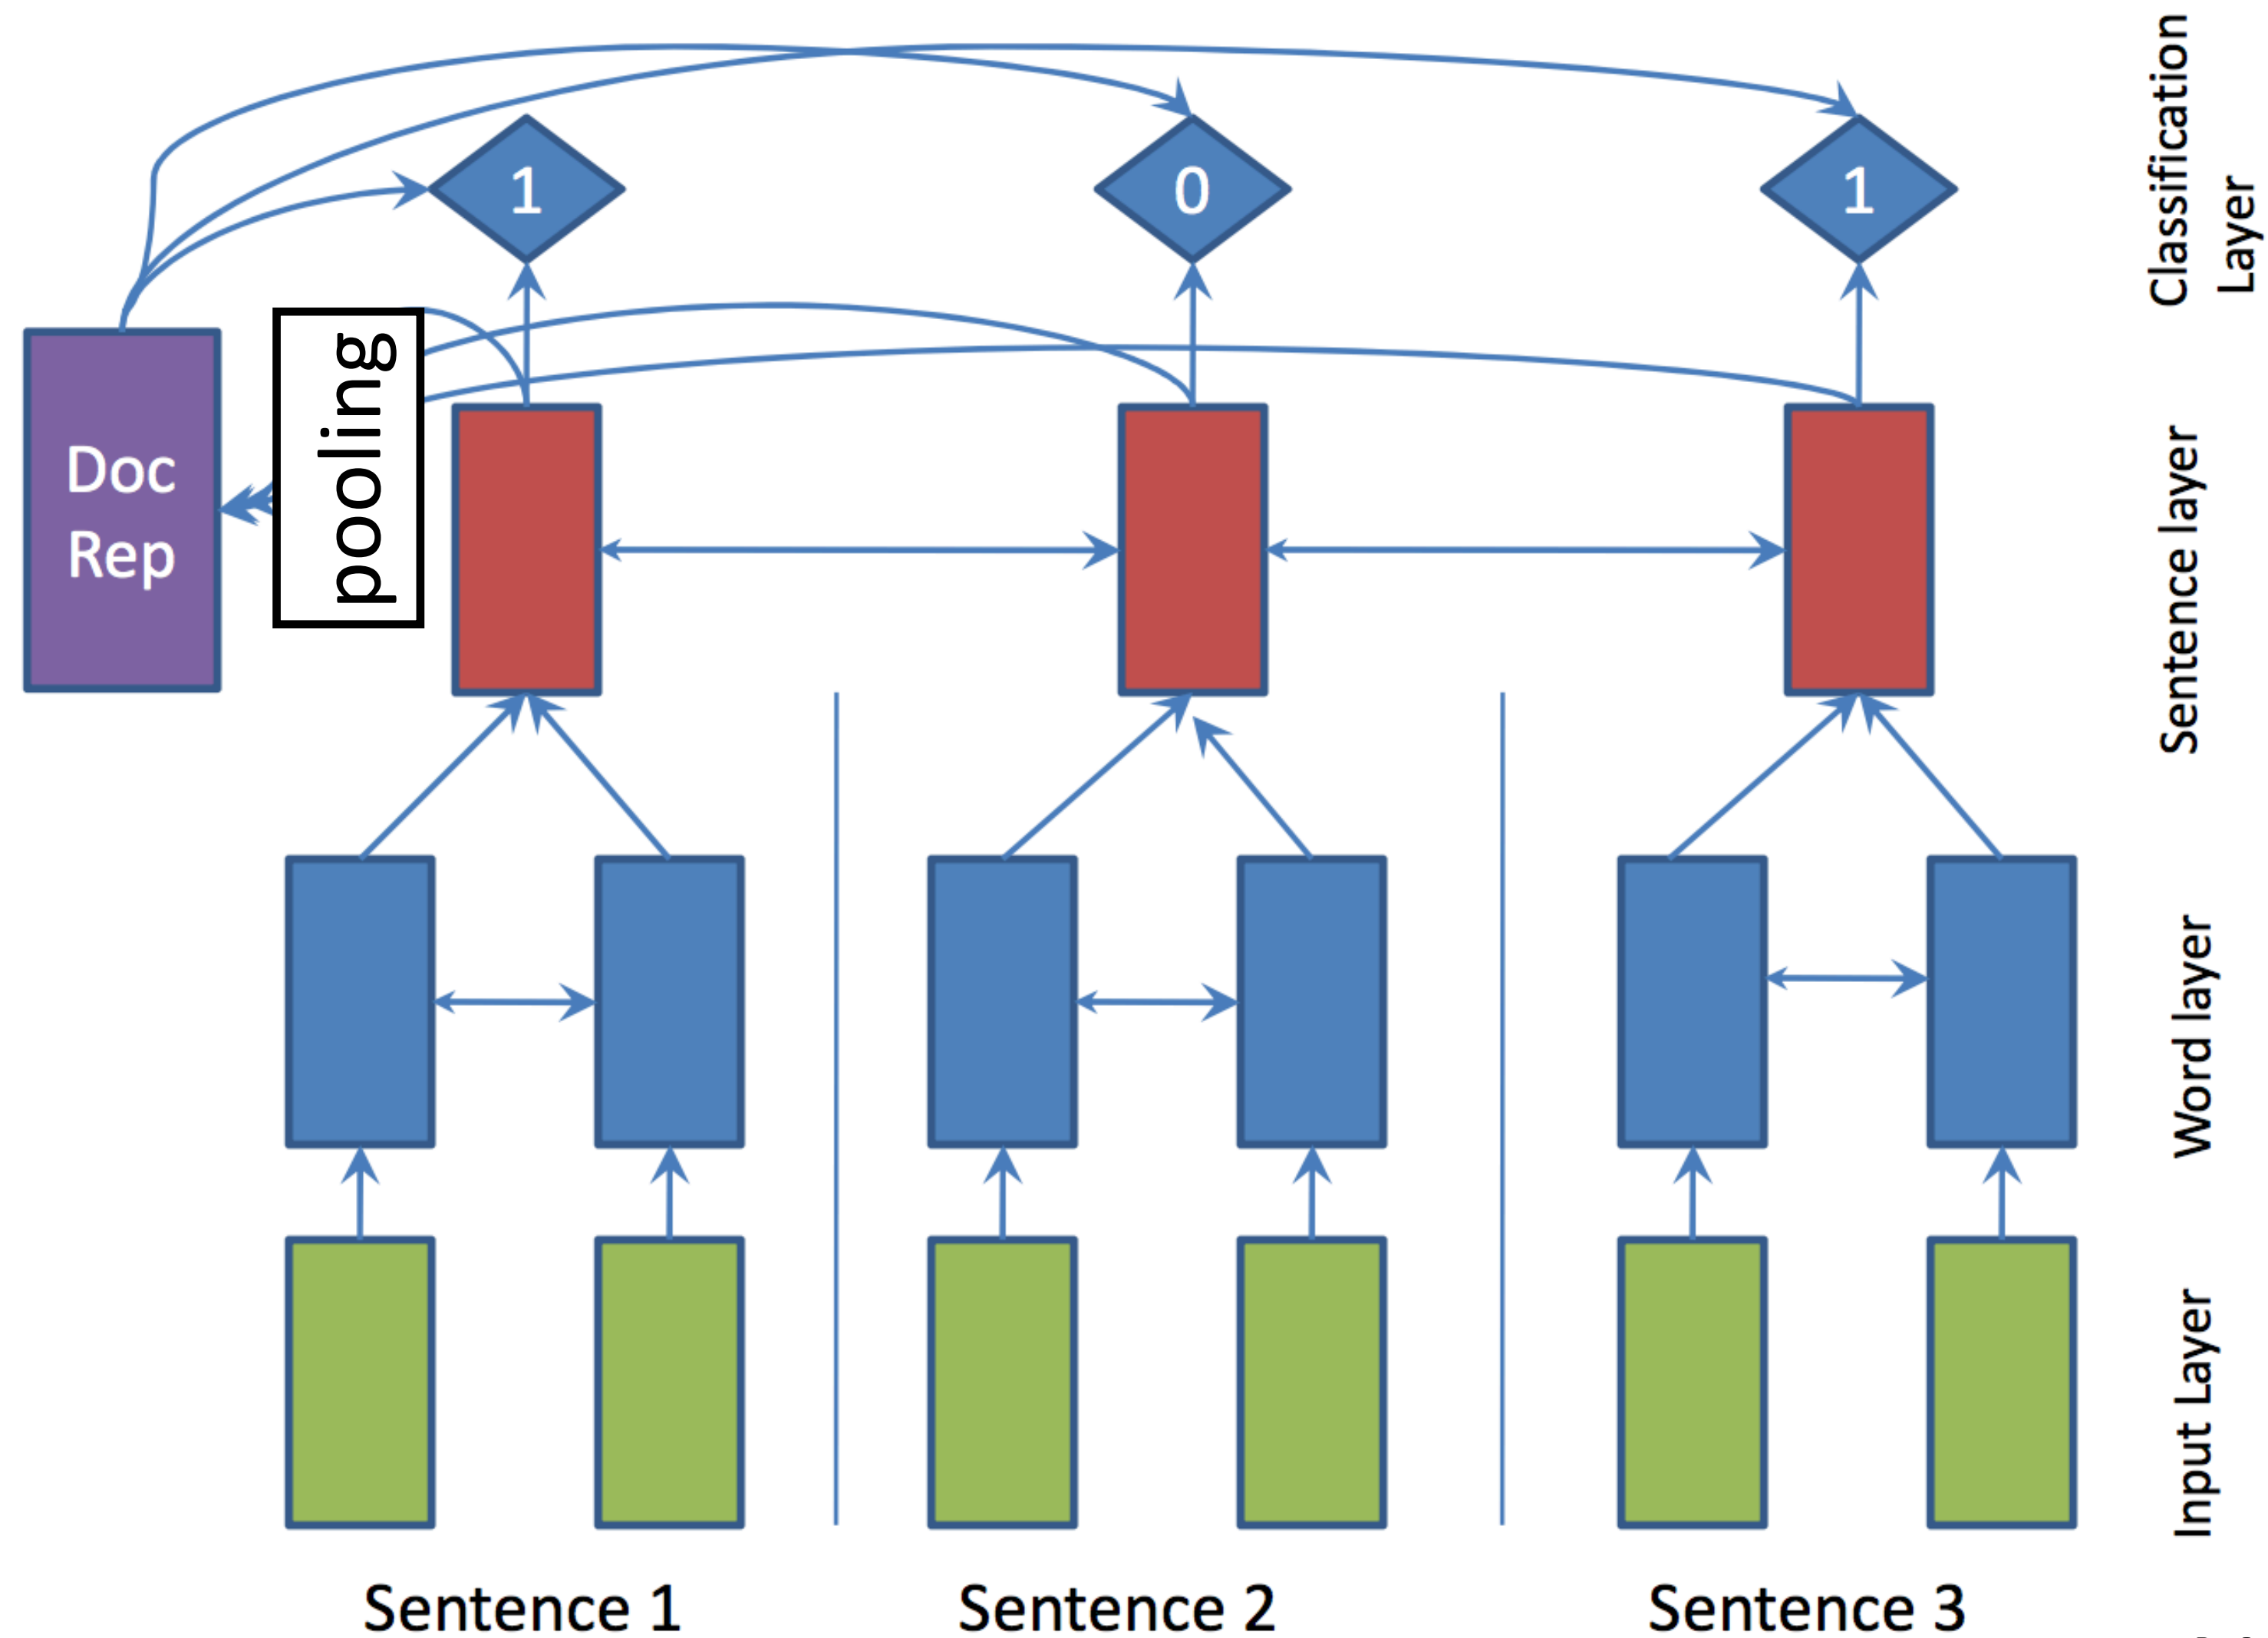 Classification
Layer
1
0
1
Doc
Rep
pooling
Sentence layer
Word layer
Input Layer
Sentence 1
Sentence 2
Sentence 3